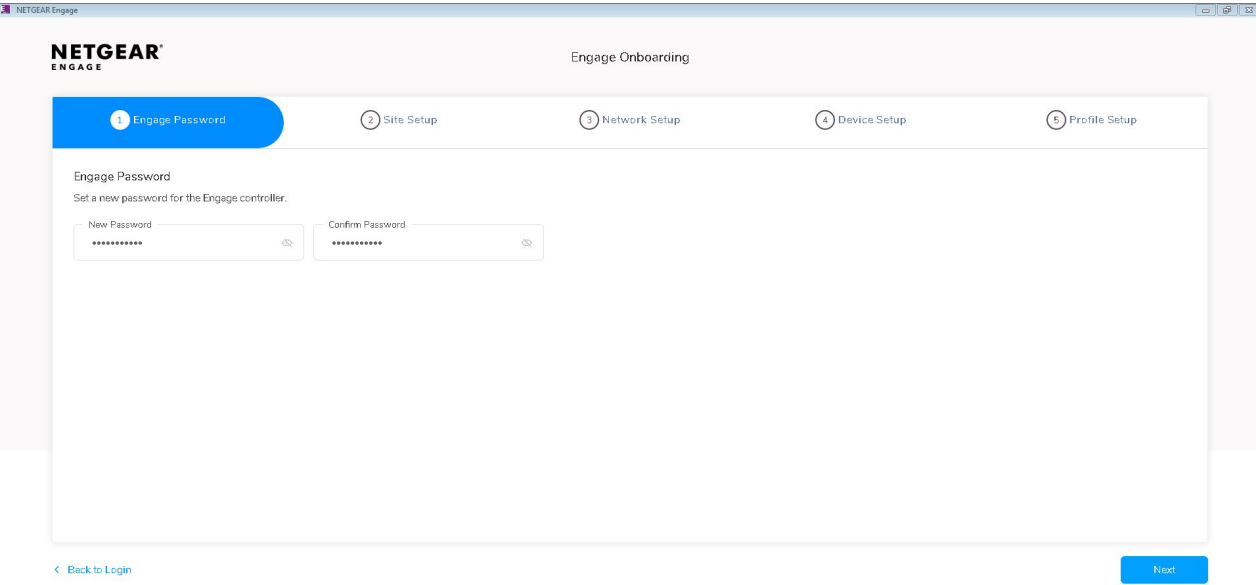 NETGEAR Engage
NETGEAR®
ENGAGE
Engage Onboarding
1 Engage Password
2 Site Setup
3 Network Setup
4 Device Setup
5 Profile Setup
Engage Password
Set a new password for the Engage controller.
New Password
•••••••••••
Confirm Password
•••••••••••
< Back to Login
Next